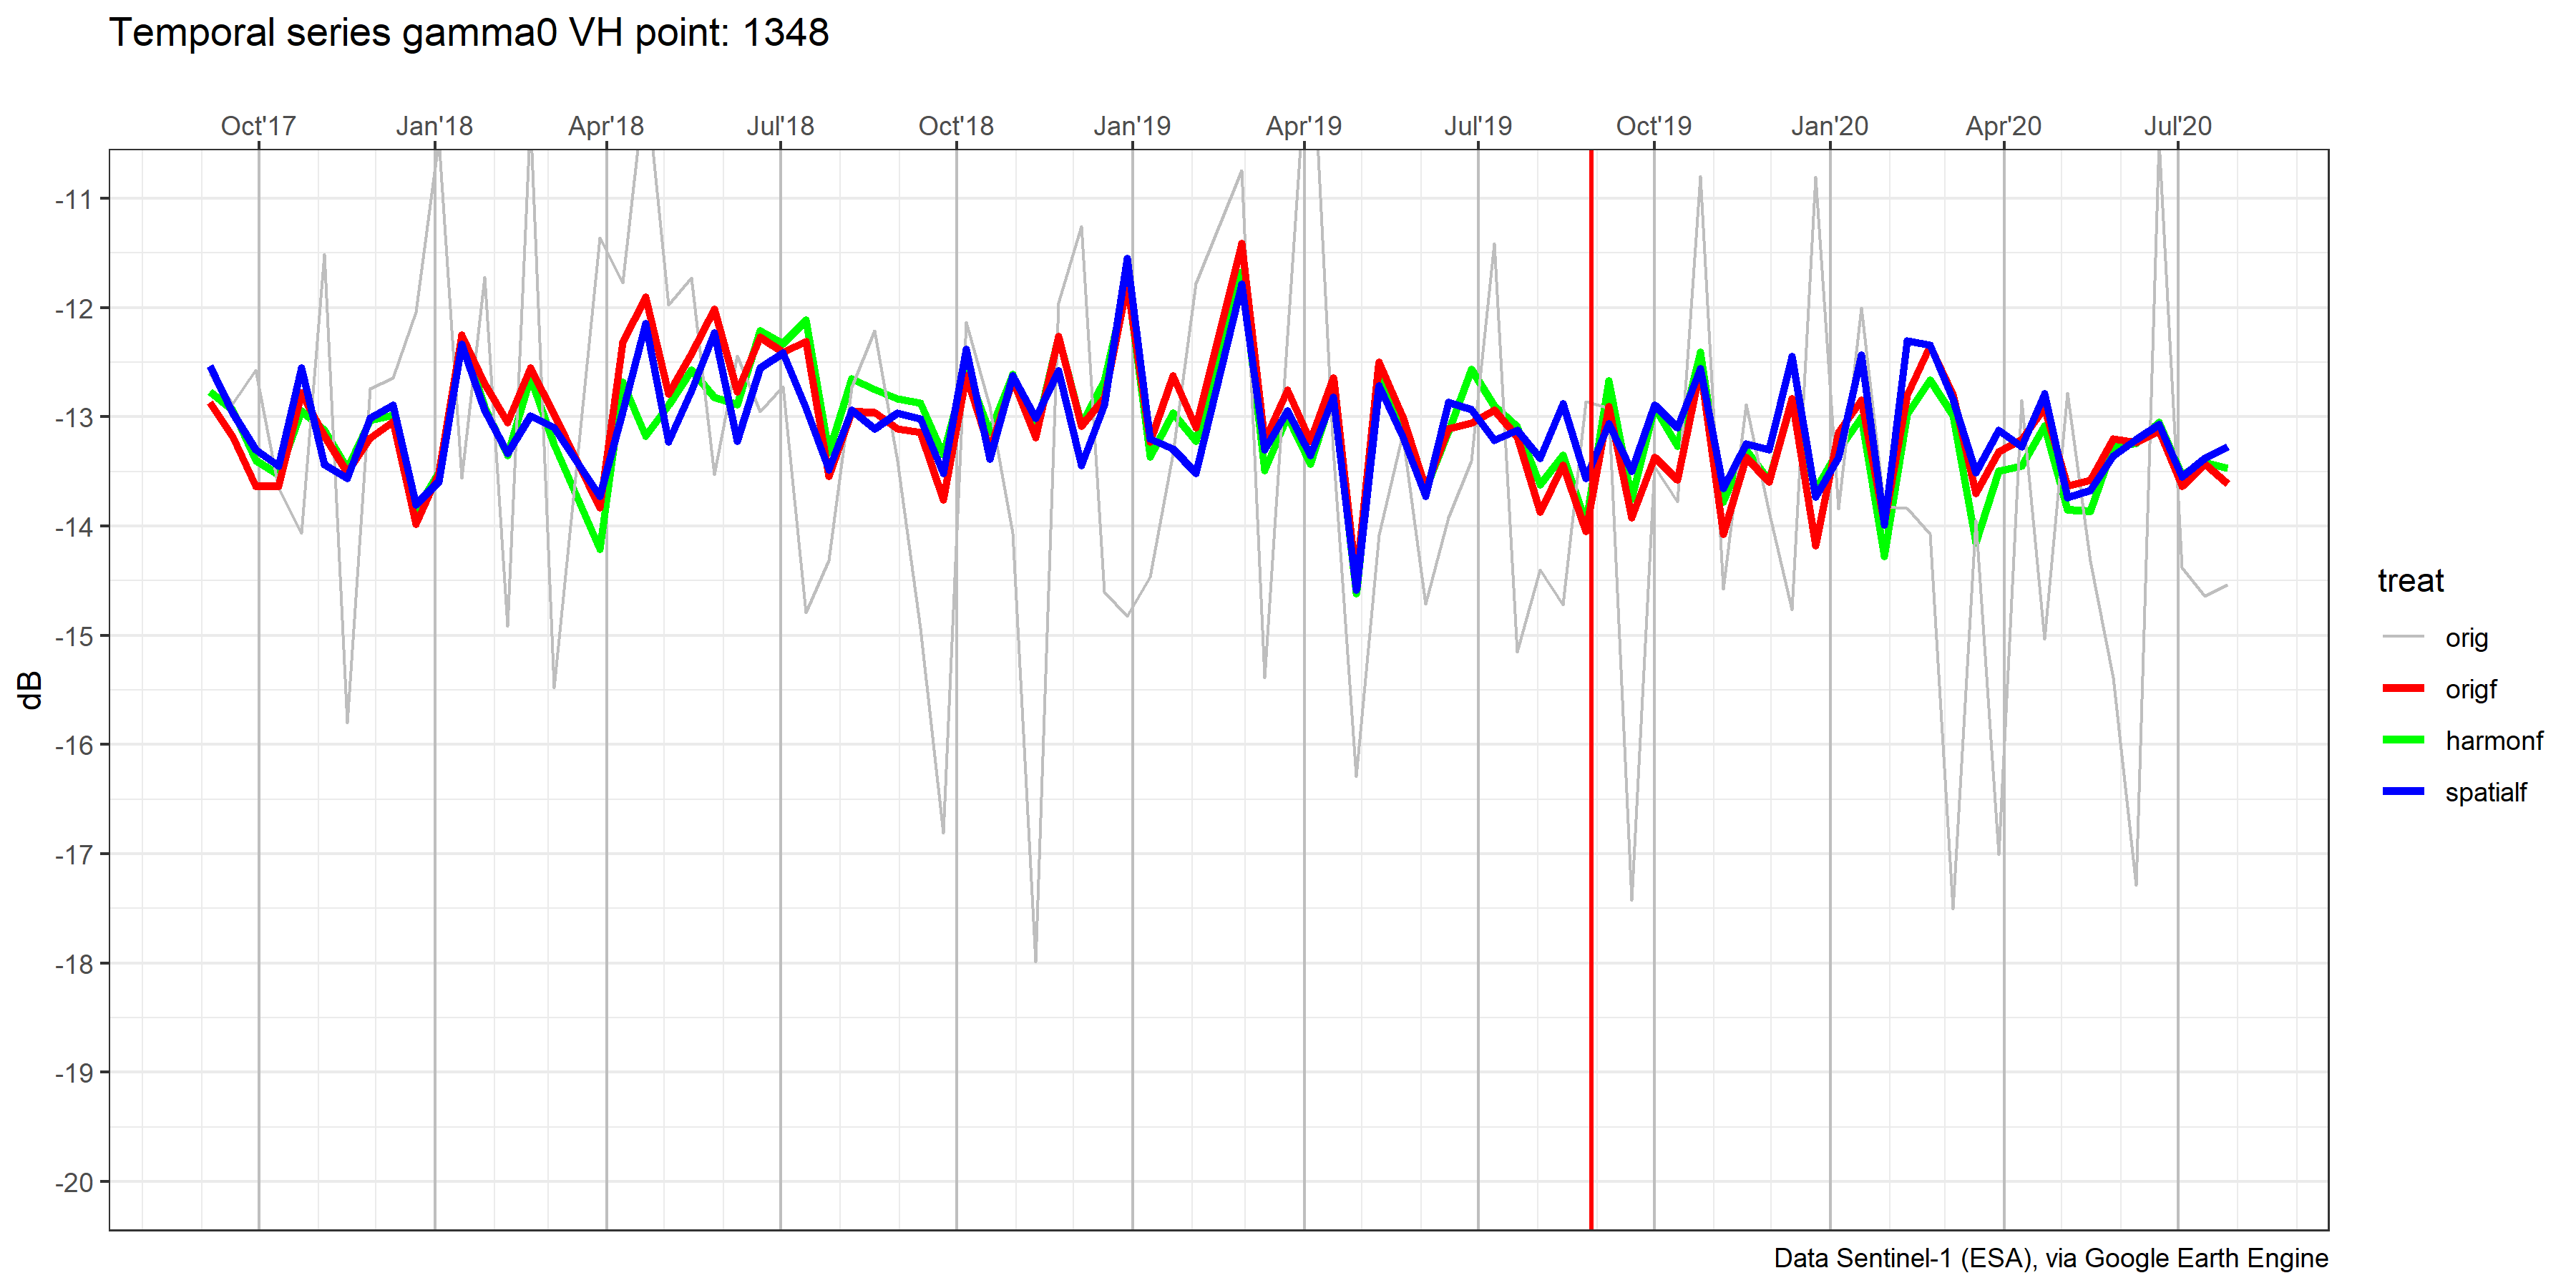 Temporal series gamma0 VH point: 1348
Oct'17 Jan'18 Apr'18 Jul'18 Oct'18 Jan'19 Apr'19 Jul'19 Oct'19 Jan'20 Apr'20 Jul'20
-11
-12
-13
-14
-15
-16
-17
-18
-19
-20
dB
treat
orig
origf
harmonf
spatialf
Data Sentinel-1 (ESA), via Google Earth Engine